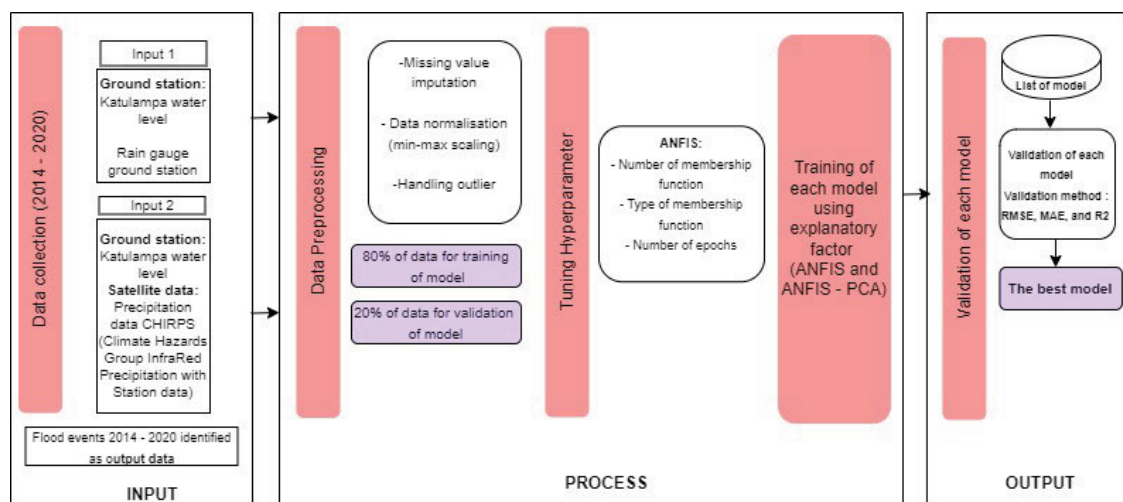 Data collection (2014 - 2020)
Input 1
Ground station:
Katulampa water
level
Rain gauge
ground station
Input 2
Ground station:
Katulampa water
level
Satellite data:
Precipitation
data CHIRPS
(Climate Hazards
Group InfraRed
Precipitation with
Station data)
Flood events 2014 - 2020 identified
as output data
INPUT
Data Preprocessing
-Missing value
imputation
- Data normalisation
(min-max scaling)
-Handling outlier
80% of data for training
of model
20% of data for validation
of model
Tuning Hyperparameter
ANFIS:
- Number of membership
function
- Type of membership
function
- Number of epochs
Training of
each model
using
explanatory
factor
(ANFIS and
ANFIS - PCA)
PROCESS
Validation of each model
List of model
Validation of each
model
Validation method :
RMSE, MAE, and R2
The best model
OUTPUT